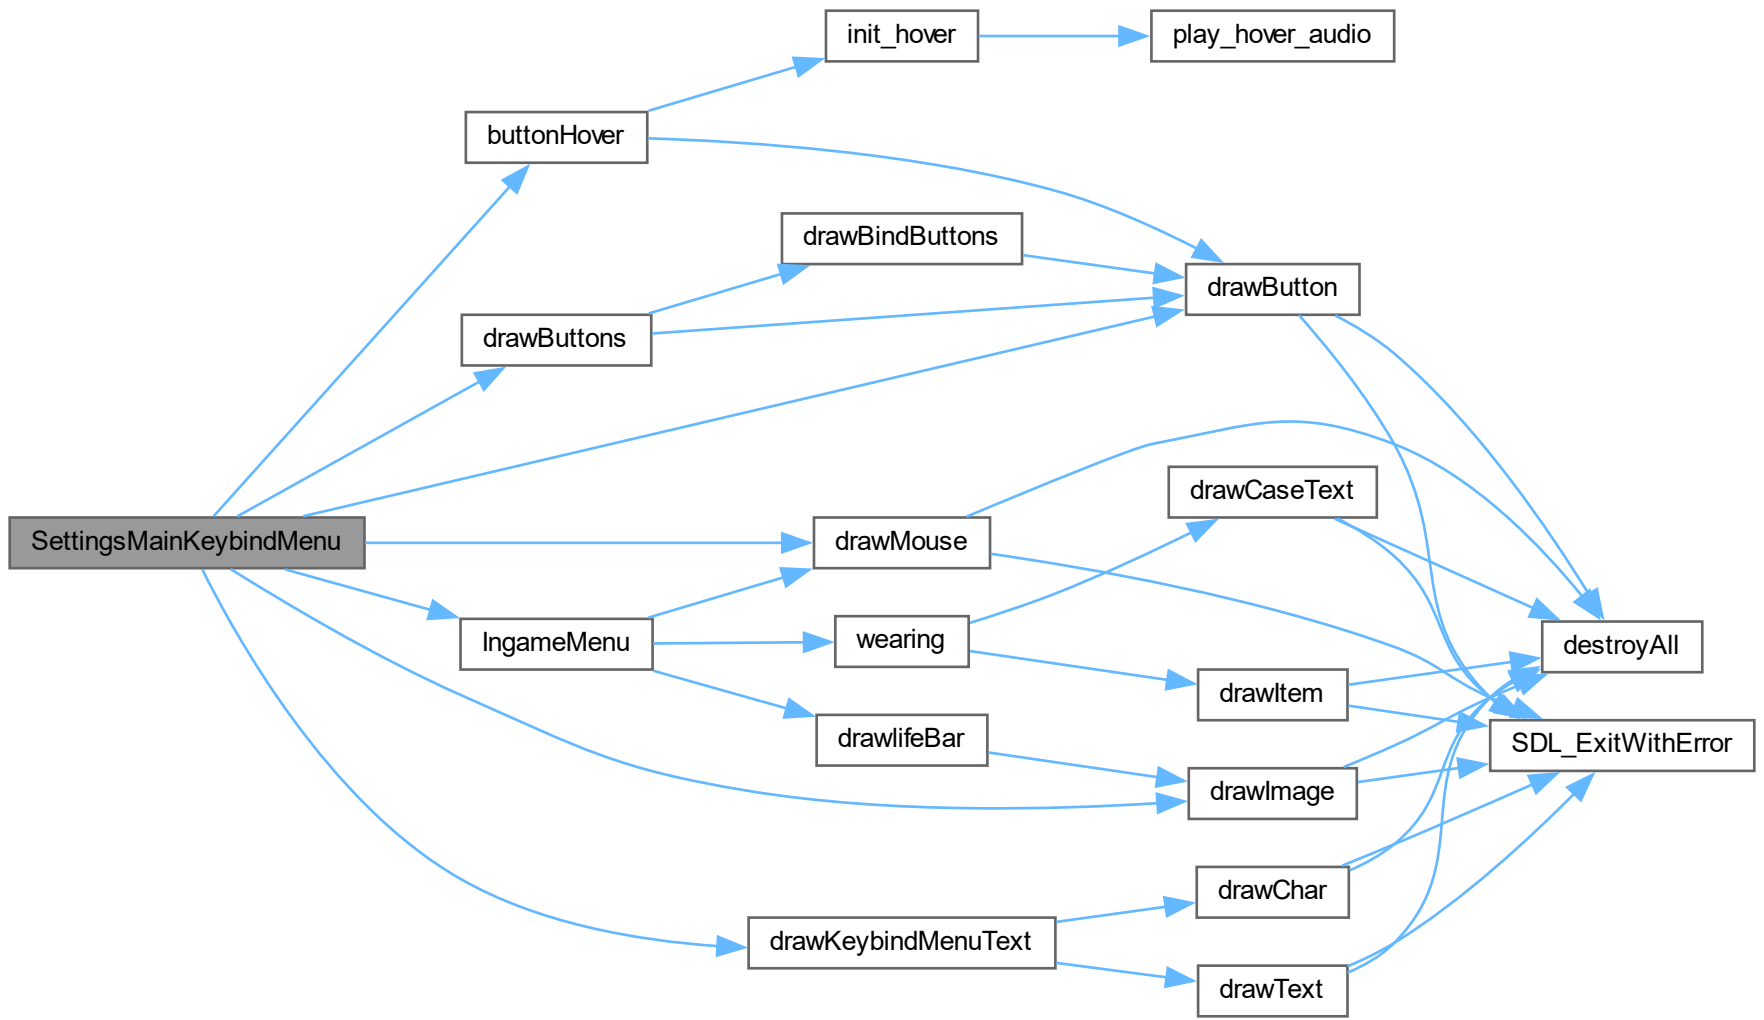 init_hover
play_hover_audio
buttonHover
drawBindButtons
drawButton
drawButtons
drawCaseText
SettingsMainKeybindMenu
drawMouse
IngameMenu
wearing
destroyAll
drawItem
drawlifeBar
SDL_ExitWithError
drawImage
drawChar
drawKeybindMenuText
drawText